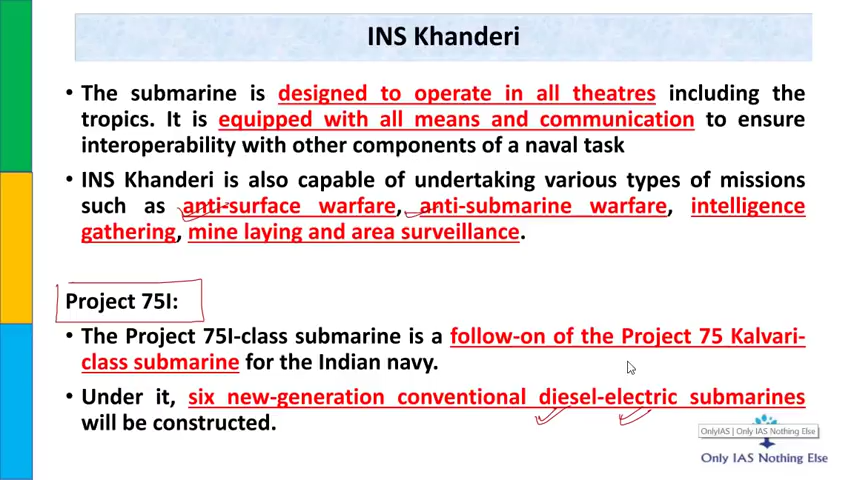 INS Khanderi
• The submarine is designed to operate in all theatres including the
tropics. It is equipped with all means and communication to ensure
interoperability with other components of a naval task
• INS Khanderi is also capable of undertaking various types of missions
such as anti-surface warfare, anti-submarine warfare, intelligence
gathering, mine laying and area surveillance.
Project 75I:
• The Project 75I-class submarine is a follow-on of the Project 75 Kalvari-
class submarine for the Indian navy.
• Under it, six new-generation conventional diesel-electric submarines
will be constructed.
OnlyIAS | Only IAS Nothing Else
Only IAS Nothing Else